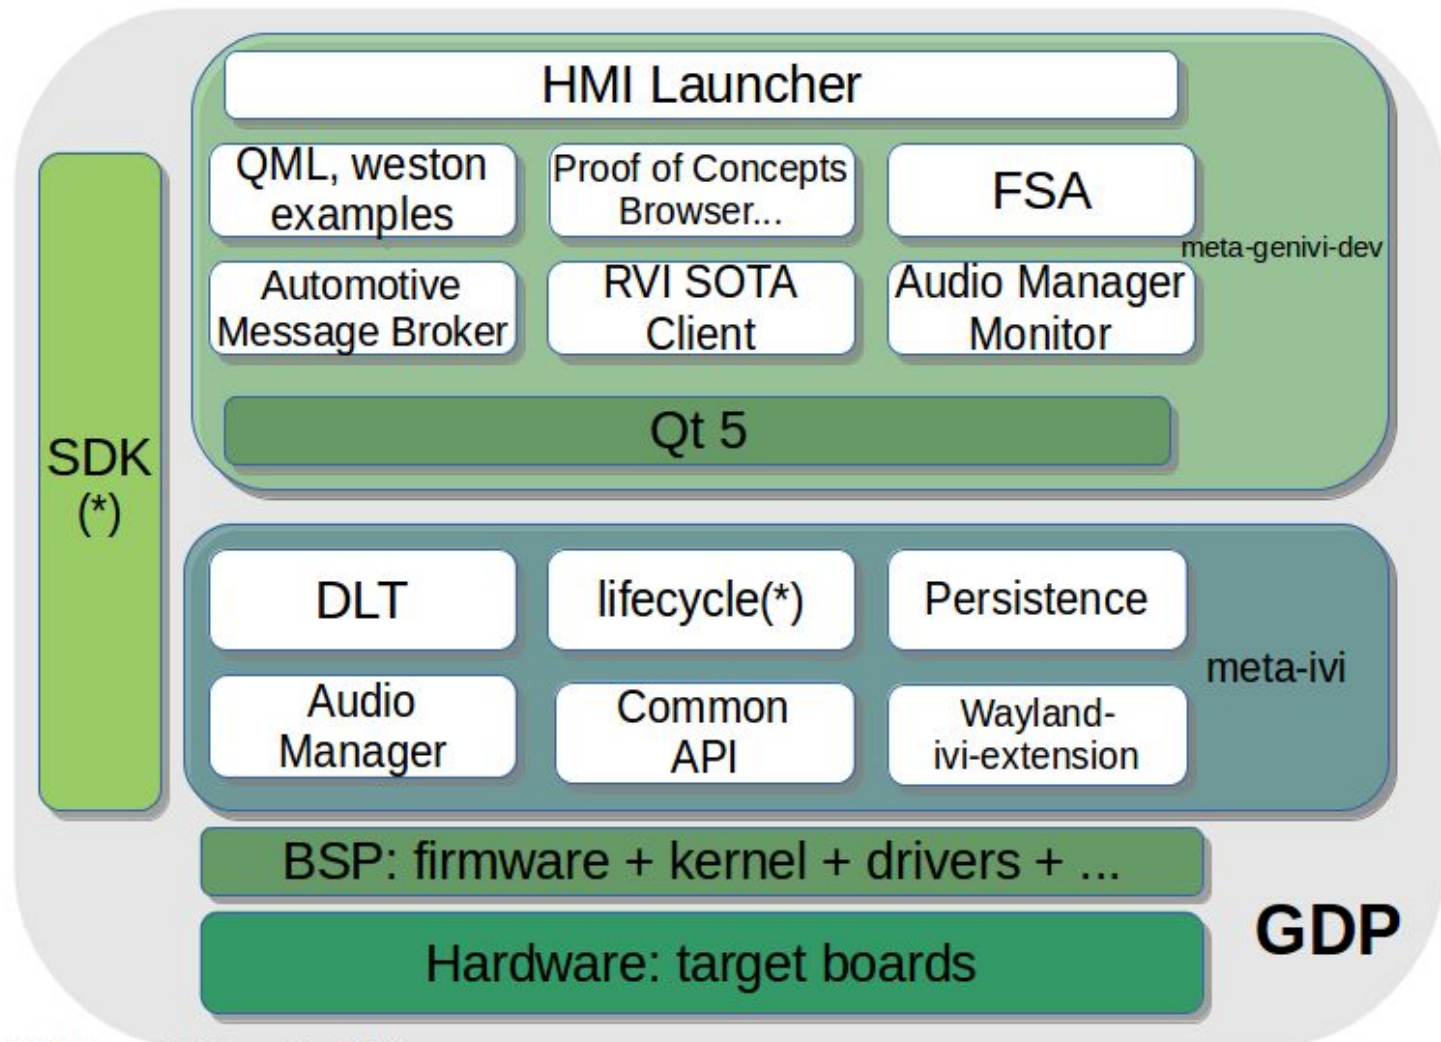 HMI Launcher
QML, weston
examples
Proof of Concepts
Browser...
FSA
meta-genivi-dev
Automotive
Message Broker
RVI SOTA
Client
Audio Manager
Monitor
Qt 5
SDK
(*)
DLT
lifecycle(*)
Persistence
meta-ivi
Audio
Manager
Common
API
Wayland-
ivi-extension
BSP: firmware + kernel + drivers + ...
GDP
Hardware: target boards